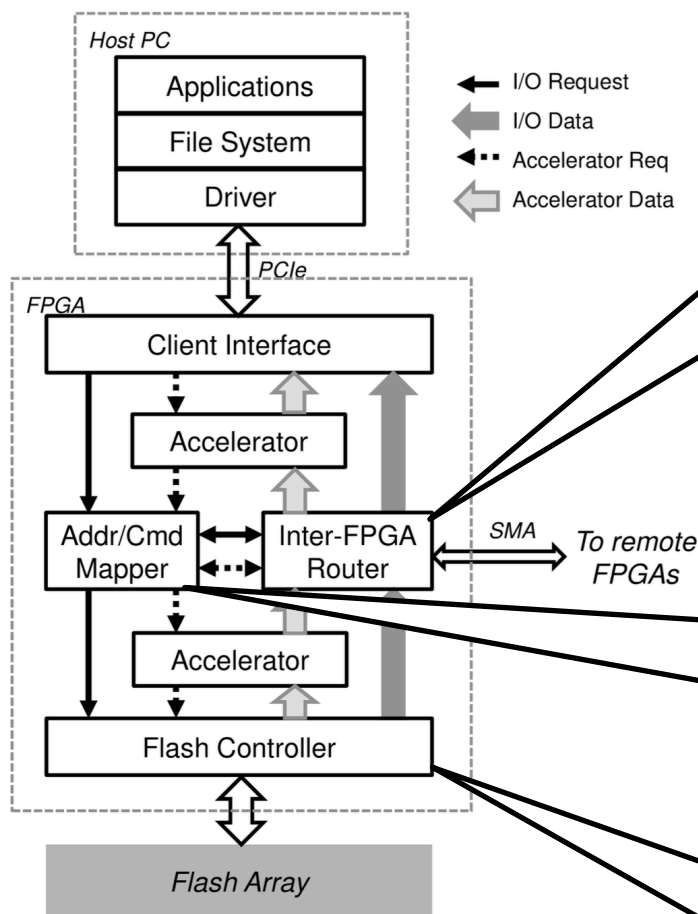 Host PC
Applications
File System
Driver
I/O Request
I/O Data
Accelerator Req
Accelerator Data
PCIe
FPGA
Client Interface
Accelerator
Addr/Cmd
Mapper
Inter-FPGA
Router
SMA
To remote
FPGAs
Accelerator
Flash Controller
Flash Array